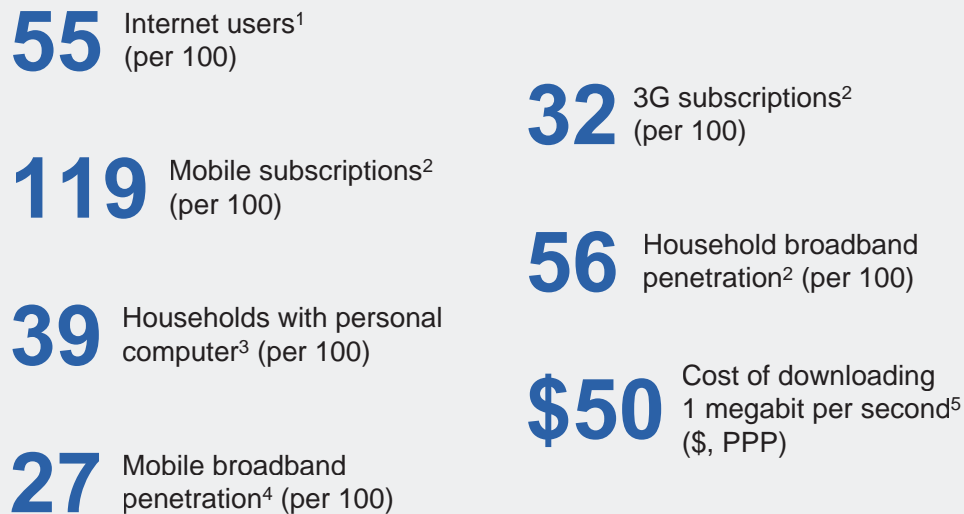 55 Internet users¹
(per 100)
119 Mobile subscriptions²
(per 100)
39 Households with personal
computer³ (per 100)
27 Mobile broadband
penetration⁴ (per 100)
32 3G subscriptions²
(per 100)
56 Household broadband
penetration² (per 100)
$50 Cost of downloading
1 megabit per second⁵
($, PPP)